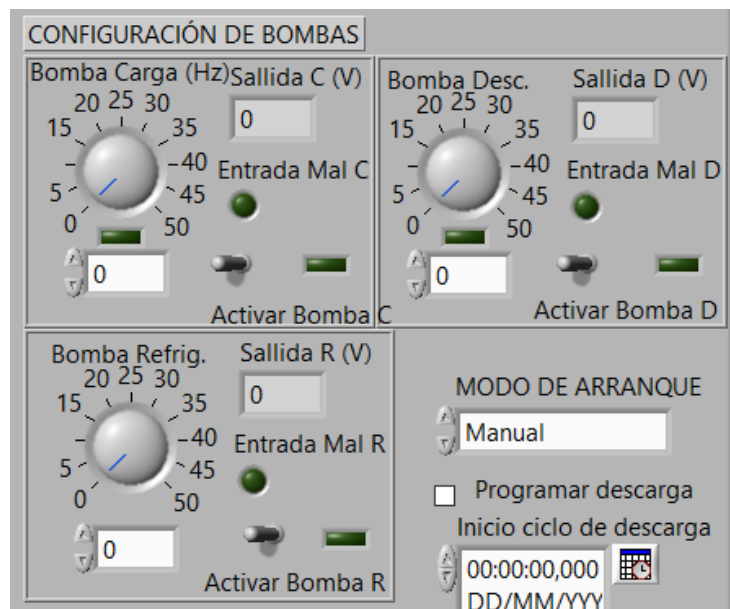 CONFIGURACIÓN DE BOMBAS
Bomba Carga (Hz)
Sallida C (V)
0 5 15 20 25 30 35 40 45 50
0
Entrada Mal C
0
Activar Bomba C
Bomba Desc.
Sallida D (V)
0 5 15 20 25 30 35 40 45 50
0
Entrada Mal D
0
Activar Bomba D
Bomba Refrig.
Sallida R (V)
0 5 15 20 25 30 35 40 45 50
0
Entrada Mal R
0
Activar Bomba R
MODO DE ARRANQUE
Manual
Programar descarga
Inicio ciclo de descarga
00:00:00,000
DD/MM/YYY